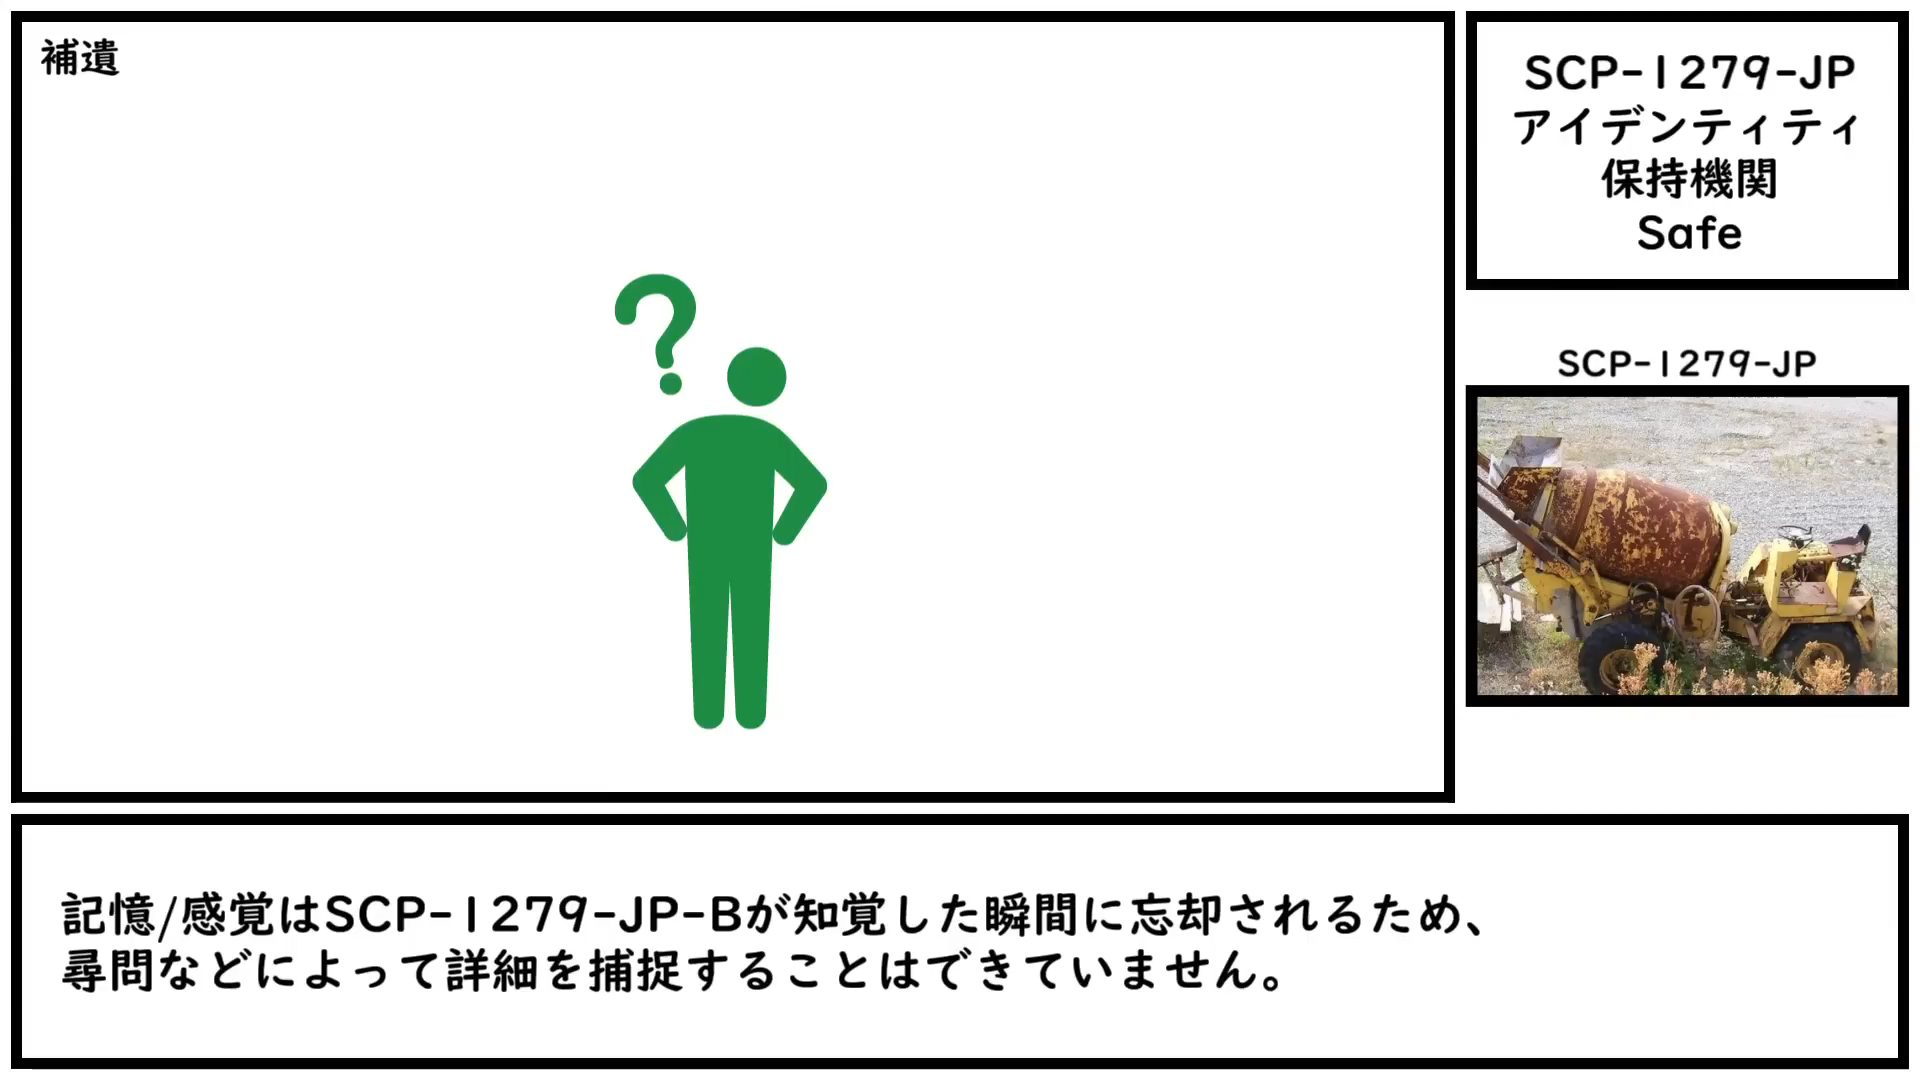 補遺
SCP-1279-JP
アイデンティティ
保持機関
Safe
SCP-1279-JP
記憶/感覚はSCP-1279-JP-Bが知覚した瞬間に忘却されるため、
尋問などによって詳細を捕捉することはできていません。